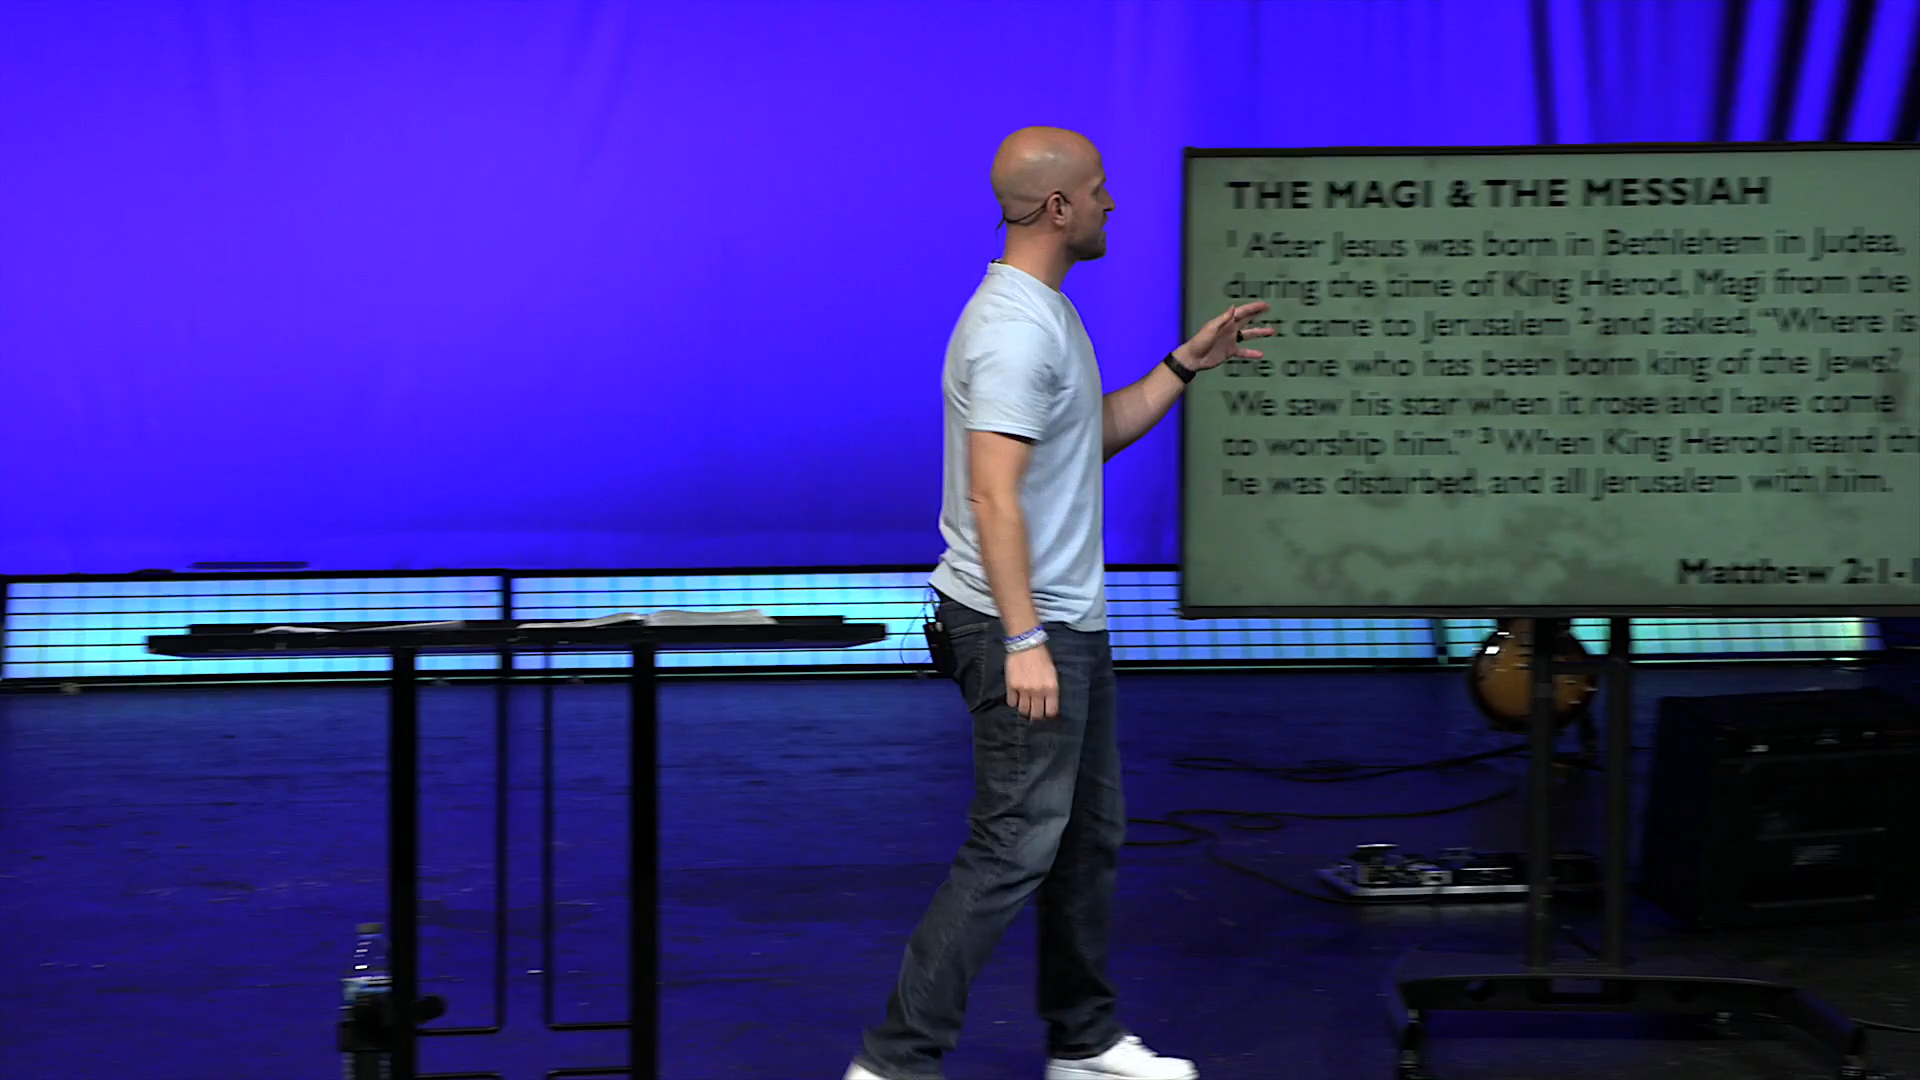 THE MAGI & THE MESSIAH
1 After Jesus was born in Bethlehem in Judea,
during the time of King Herod, Magi from the
came to Jerusalem 2 and asked, “Where is
the one who has been born king of the Jews?
We saw his star when it rose and have come
to worship him.” 3 When King Herod heard th
he was disturbed, and all Jerusalem with him.
Matthew 2:1-1